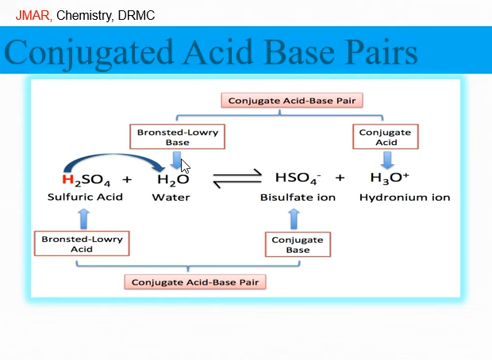 JMAR, Chemistry, DRMC
Conjugated Acid Base Pairs
Conjugate Acid-Base Pair
Bronsted-Lowry
Base
Conjugate
Acid
H₂SO₄ + H₂O ⇌ HSO₄⁻ + H₃O⁺
Sulfuric Acid Water Bisulfate ion Hydronium ion
Bronsted-Lowry
Acid
Conjugate
Base
Conjugate Acid-Base Pair